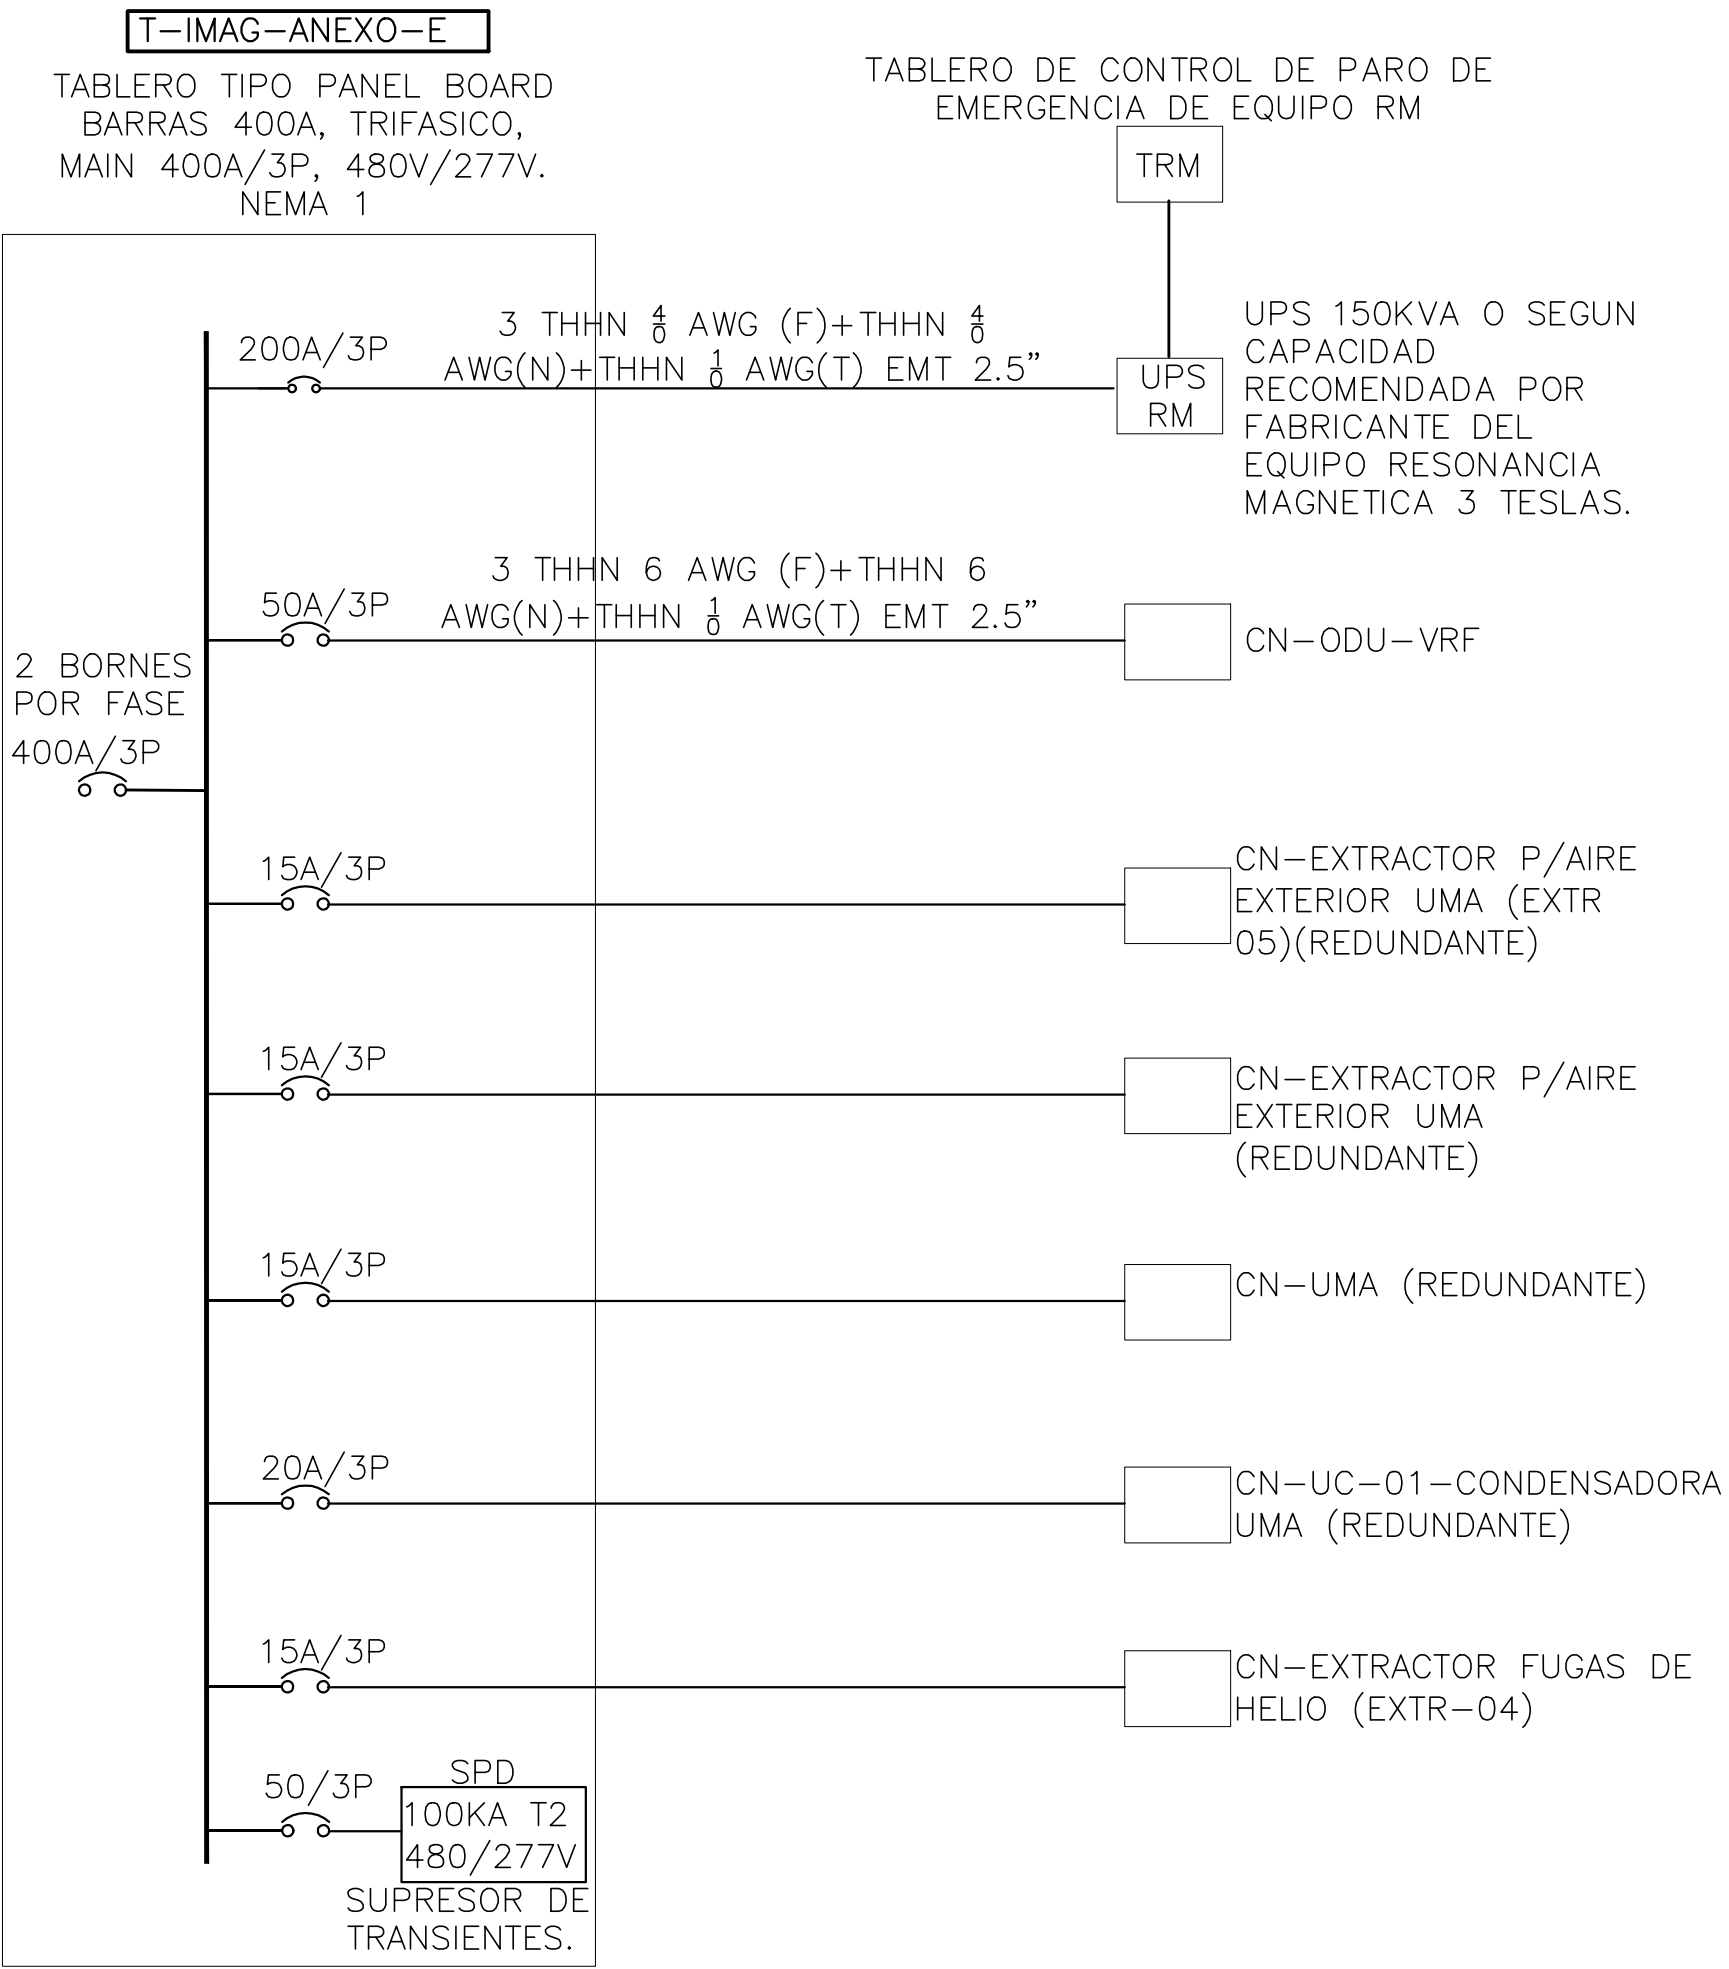 T-IMAG-ANEXO-E
TABLERO TIPO PANEL BOARD
BARRAS 400A, TRIFASICO,
MAIN 400A/3P, 480V/277V.
NEMA 1
TABLERO DE CONTROL DE PARO DE
EMERGENCIA DE EQUIPO RM
TRM
200A/3P
3 THHN 4/0 AWG (F)+THHN 4/0
AWG(N)+THHN 1/0 AWG(T) EMT 2.5”
UPS
RM
UPS 150KVA O SEGUN
CAPACIDAD
RECOMENDADA POR
FABRICANTE DEL
EQUIPO RESONANCIA
MAGNETICA 3 TESLAS.
50A/3P
3 THHN 6 AWG (F)+THHN 6
AWG(N)+THHN 1/0 AWG(T) EMT 2.5”
CN-ODU-VRF
2 BORNES
POR FASE
400A/3P
15A/3P
CN-EXTRACTOR P/AIRE
EXTERIOR UMA (EXTR
05)(REDUNDANTE)
15A/3P
CN-EXTRACTOR P/AIRE
EXTERIOR UMA
(REDUNDANTE)
15A/3P
CN-UMA (REDUNDANTE)
20A/3P
CN-UC-01-CONDENSADORA
UMA (REDUNDANTE)
15A/3P
CN-EXTRACTOR FUGAS DE
HELIO (EXTR-04)
50/3P
SPD
100KA T2
480/277V
SUPRESOR DE
TRANSIENTES.